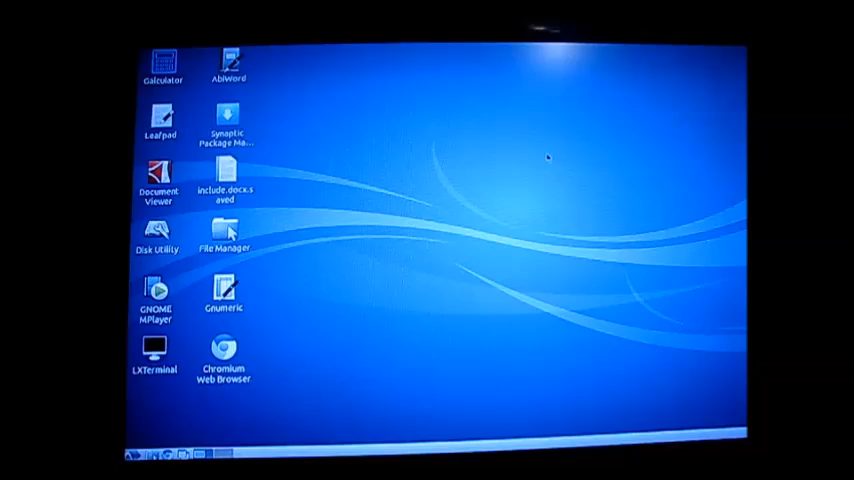 Galculator
AbiWord
Leafpad
Synaptic
Package Ma...
Document
Viewer
include.docx.s
aved
Disk Utility
File Manager
GNOME
MPlayer
Gnumeric
LXTerminal
Chromium
Web Browser